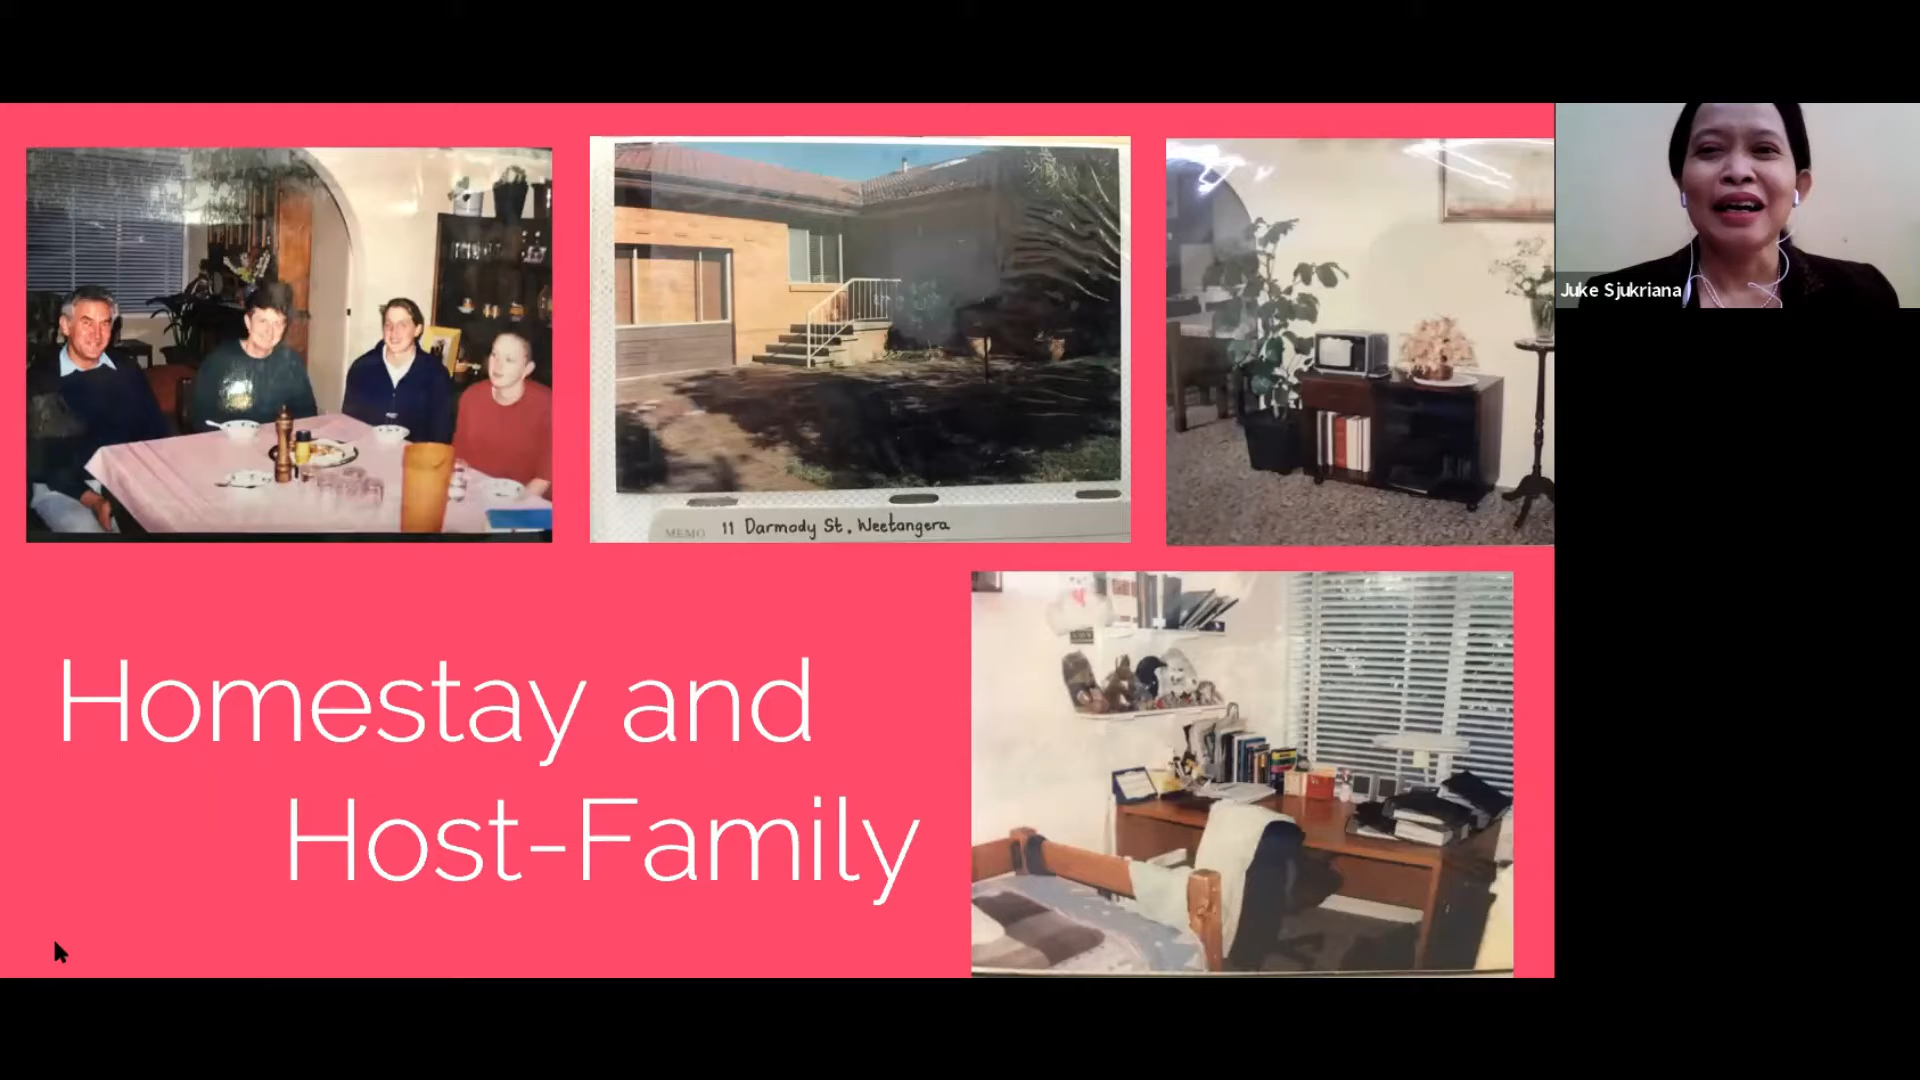 Juke Sjukriana
MEMO 11 Darmody St, Weetangera
Homestay and
Host-Family